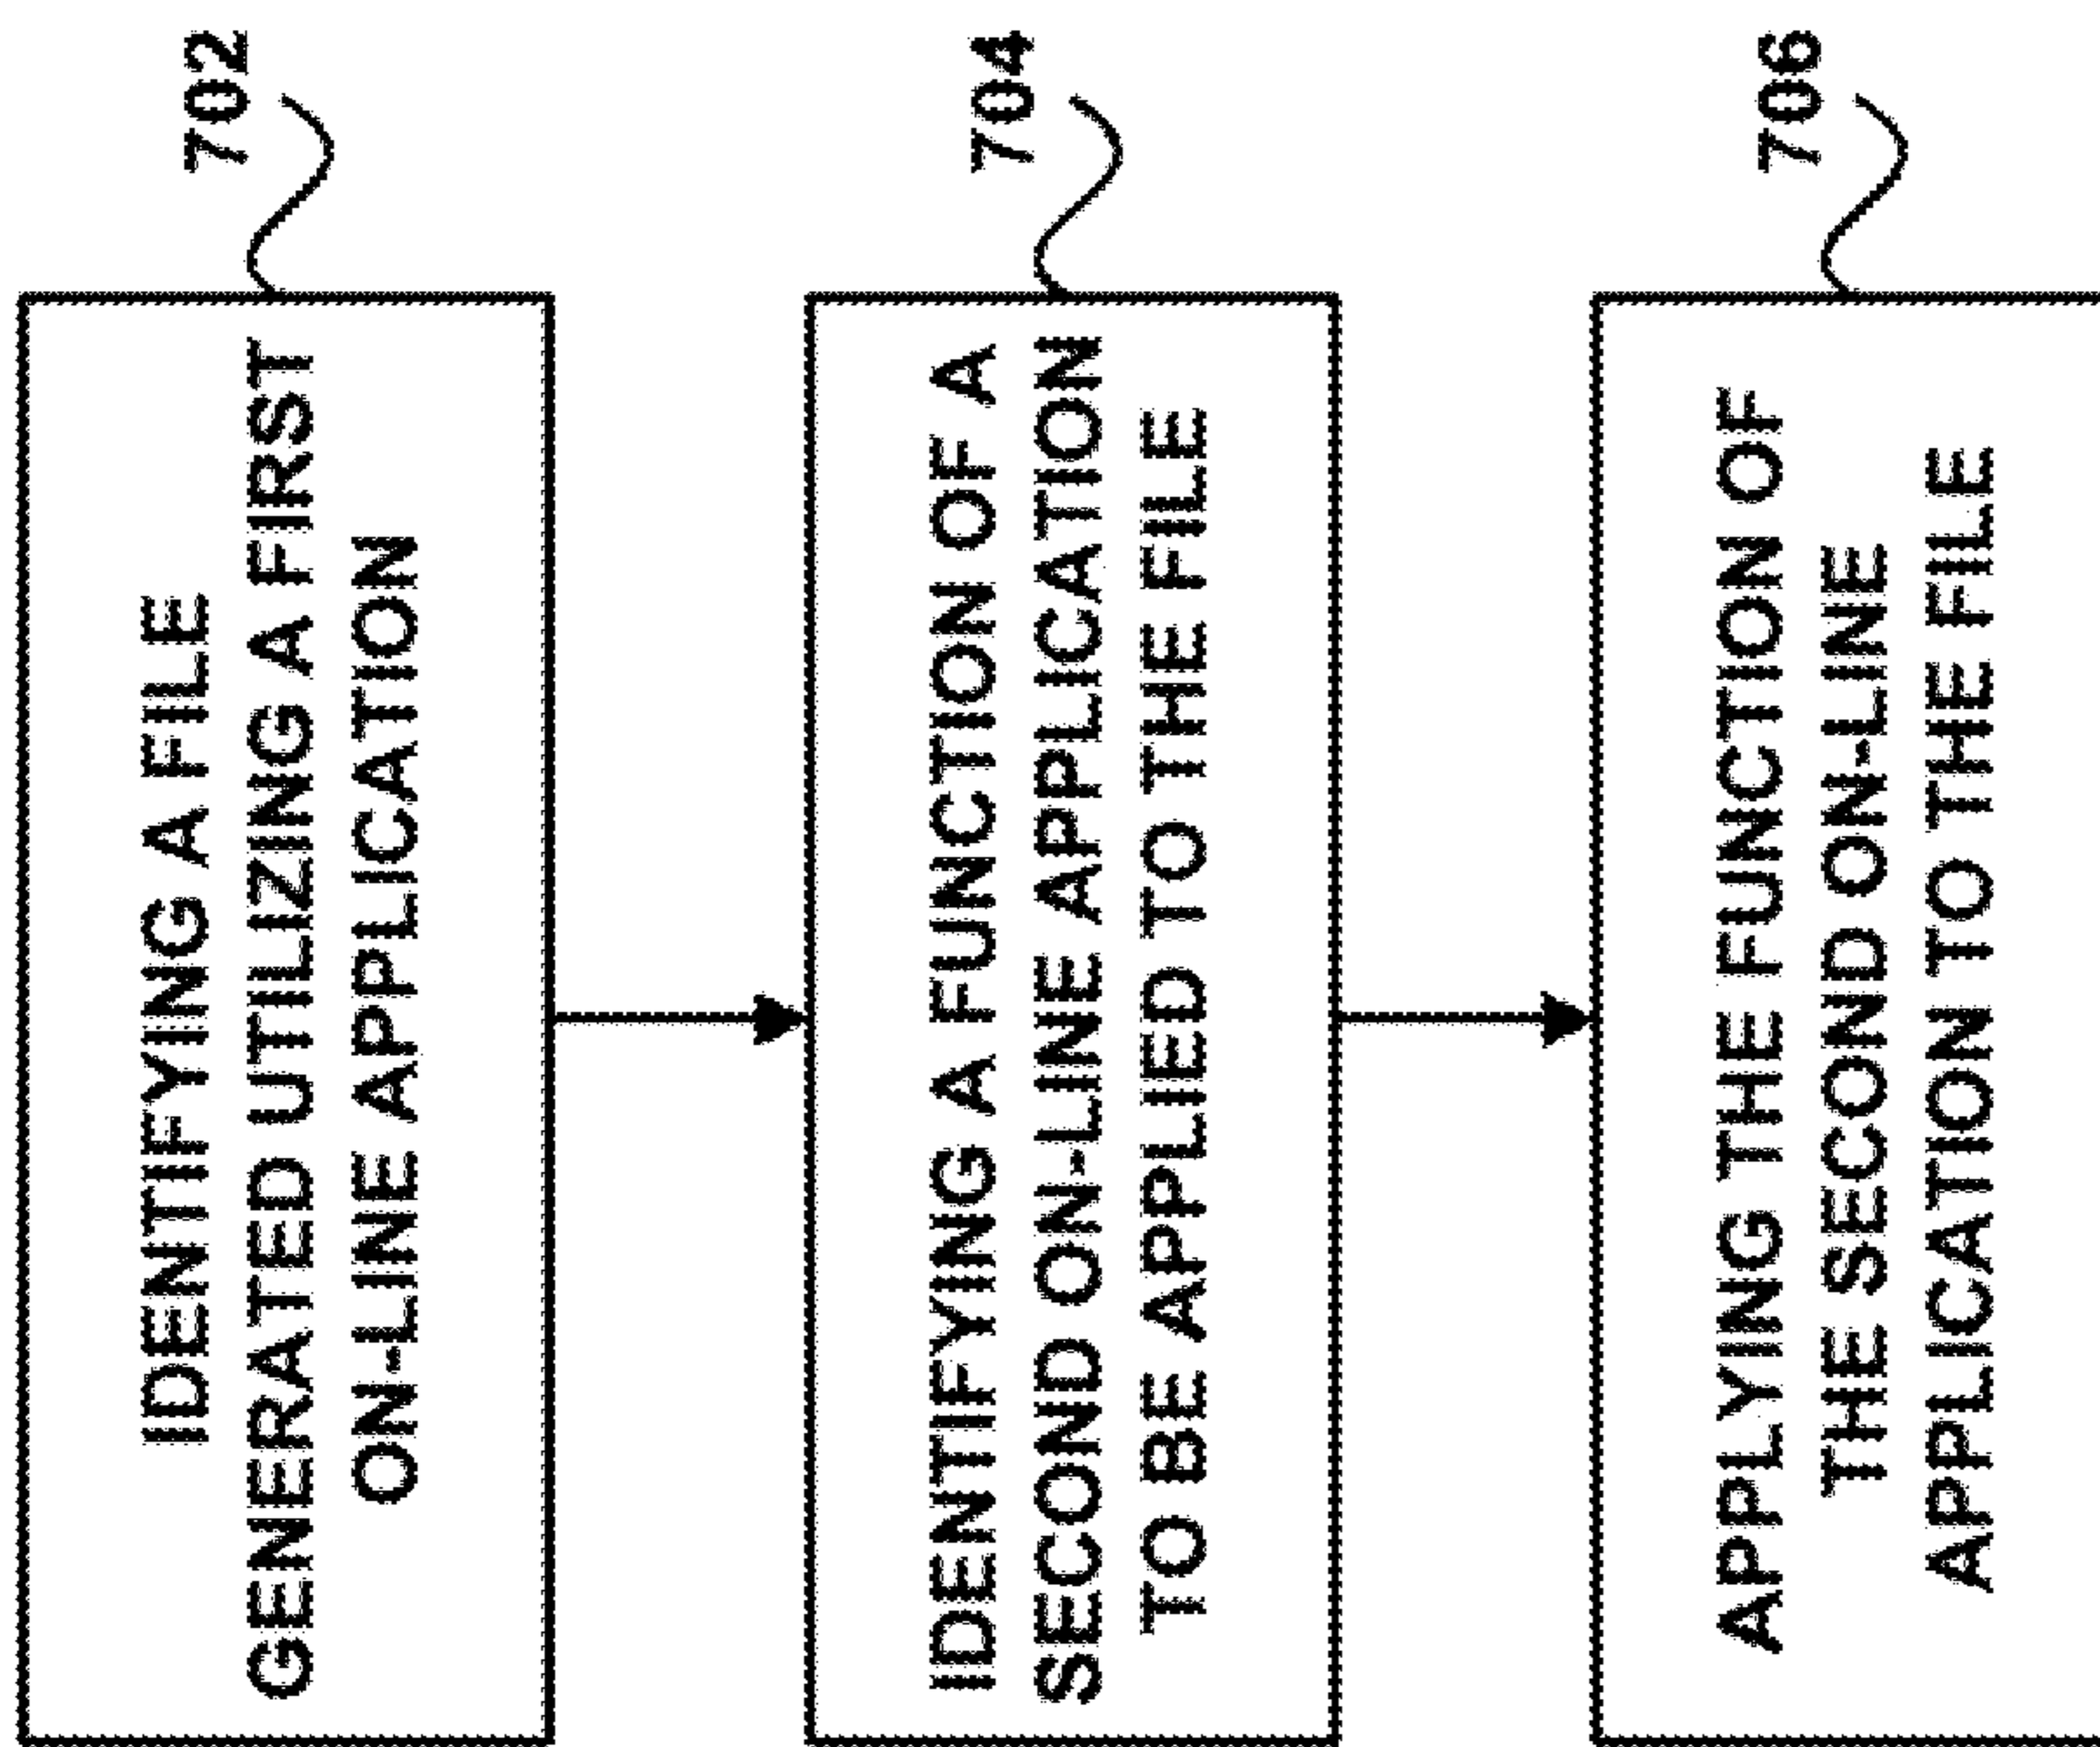 702
IDENTIFYING A FILE
GENERATED UTILIZING A FIRST
ON-LINE APPLICATION
704
IDENTIFYING A FUNCTION OF A
SECOND ON-LINE APPLICATION
TO BE APPLIED TO THE FILE
706
APPLYING THE FUNCTION OF
THE SECOND ON-LINE
APPLICATION TO THE FILE